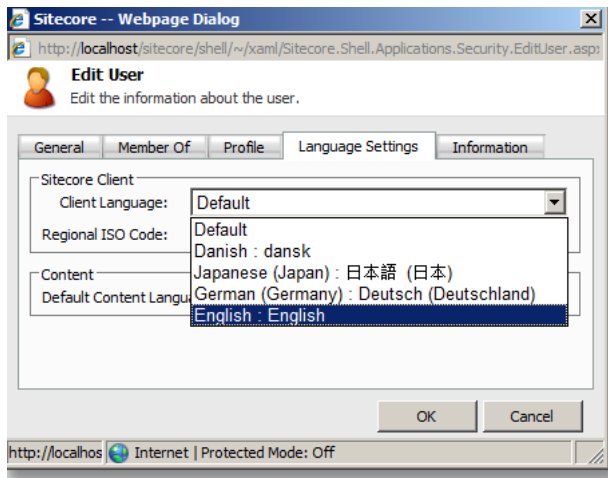 Sitecore -- Webpage Dialog
http://localhost/sitecore/shell/~/xaml/Sitecore.Shell.Applications.Security.EditUser.asp
Edit User
Edit the information about the user.
General Member Of Profile Language Settings Information
Sitecore Client
Client Language: Default
Regional ISO Code: Default
Danish : dansk
Japanese (Japan) : 日本語 (日本)
Content
Default Content German (Germany) : Deutsch (Deutschland)
English : English
OK Cancel
Internet | Protected Mode: Off